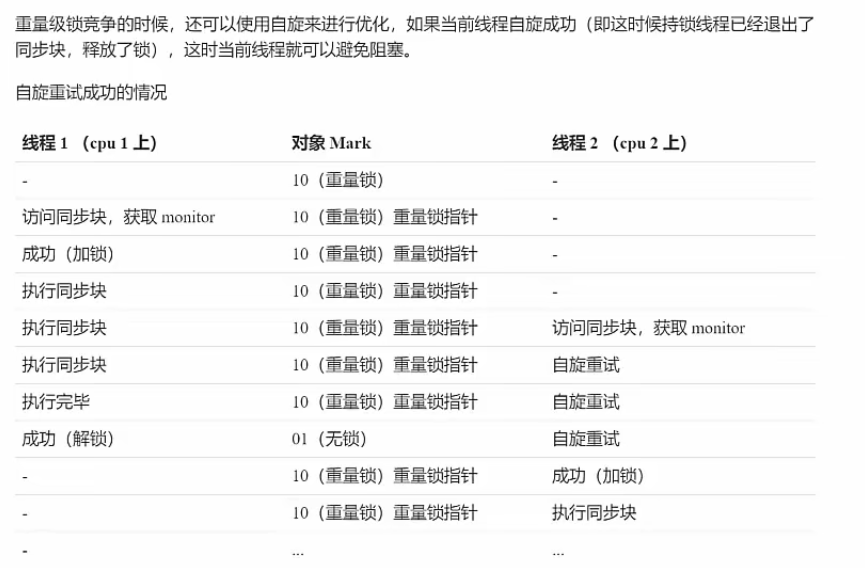 重量级锁竞争的时候，还可以使用自旋来进行优化，如果当前线程自旋成功（即这时候持锁线程已经退出了
同步块，释放了锁），这时当前线程就可以避免阻塞。
自旋重试成功的情况
线程 1 （cpu 1 上） 对象 Mark 线程 2 （cpu 2 上）
- 10（重量锁） -
访问同步块，获取 monitor 10（重量锁）重量锁指针 -
成功（加锁） 10（重量锁）重量锁指针 -
执行同步块 10（重量锁）重量锁指针 -
执行同步块 10（重量锁）重量锁指针 访问同步块，获取 monitor
执行同步块 10（重量锁）重量锁指针 自旋重试
执行完毕 10（重量锁）重量锁指针 自旋重试
成功（解锁） 01（无锁） 自旋重试
- 10（重量锁）重量锁指针 成功（加锁）
- 10（重量锁）重量锁指针 执行同步块
- ... ...